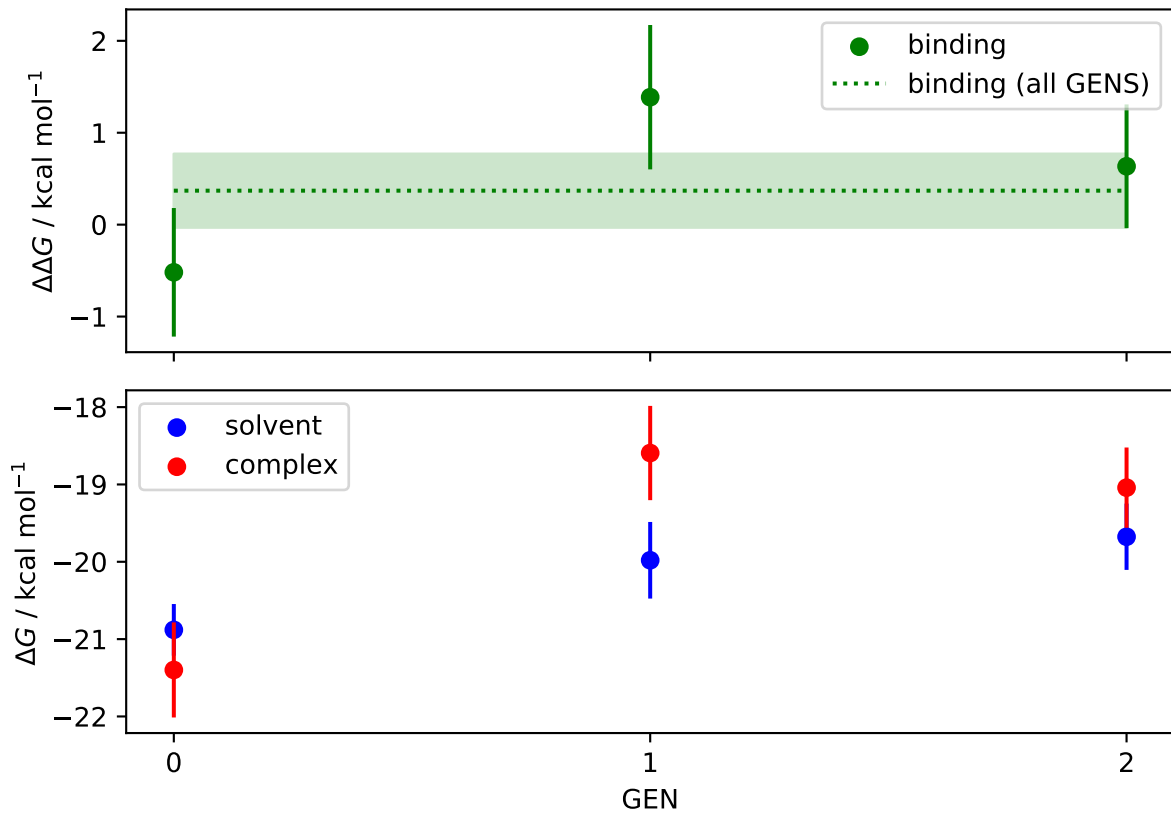 ΔΔG / kcal mol⁻¹
2
1
0
−1
binding
binding (all GENS)
ΔG / kcal mol⁻¹
−18
−19
−20
−21
−22
solvent
complex
0 1 2
GEN